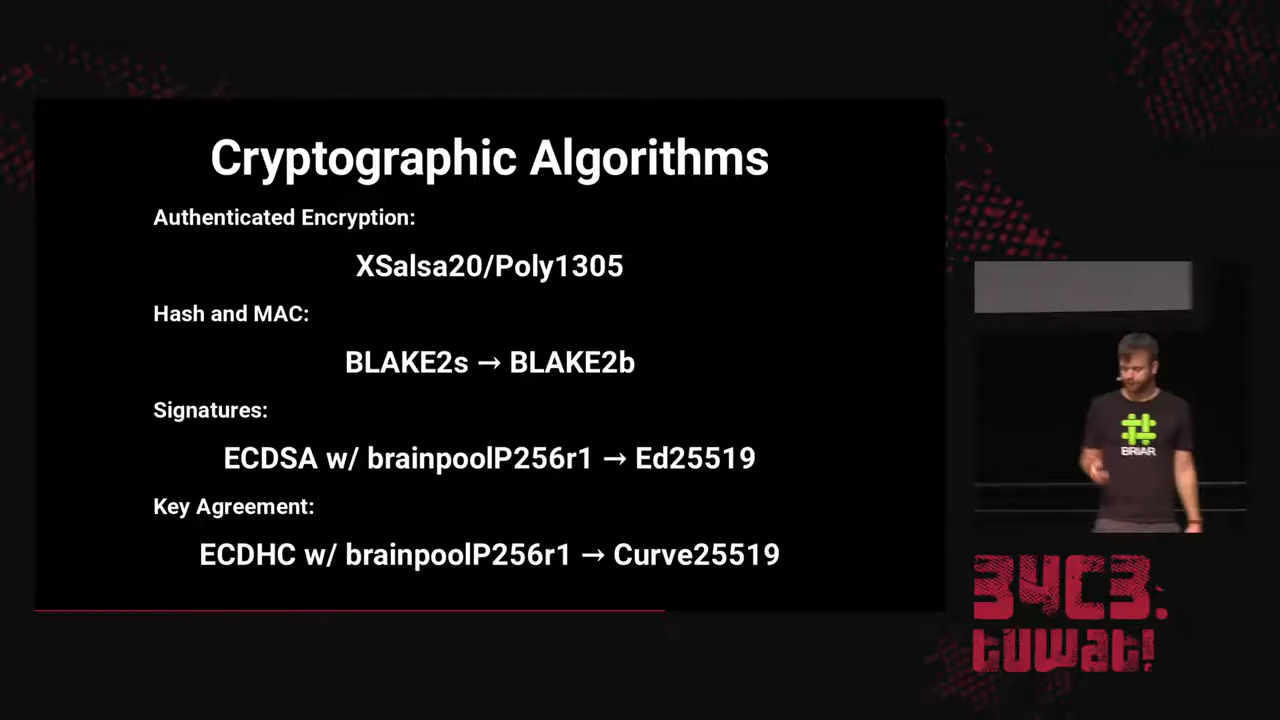 Cryptographic Algorithms
Authenticated Encryption:
XSalsa20/Poly1305
Hash and MAC:
BLAKE2s → BLAKE2b
Signatures:
ECDSA w/ brainpoolP256r1 → Ed25519
Key Agreement:
ECDHC w/ brainpoolP256r1 → Curve25519
BRIAR
34C3.
tuwat!